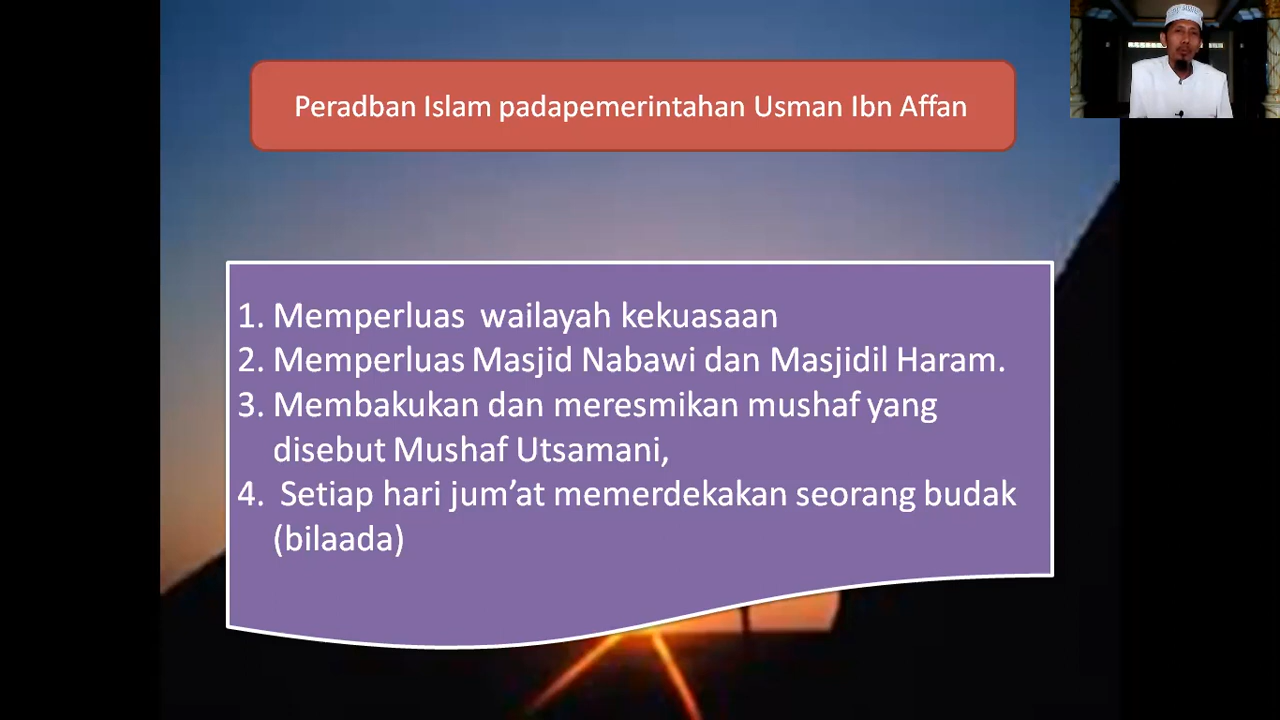 Peradban Islam padapemerintahan Usman Ibn Affan
1. Memperluas  wailayah kekuasaan
2. Memperluas Masjid Nabawi dan Masjidil Haram.
3. Membakukan dan meresmikan mushaf yang
disebut Mushaf Utsamani,
4.  Setiap hari jum’at memerdekakan seorang budak
(bilaada)